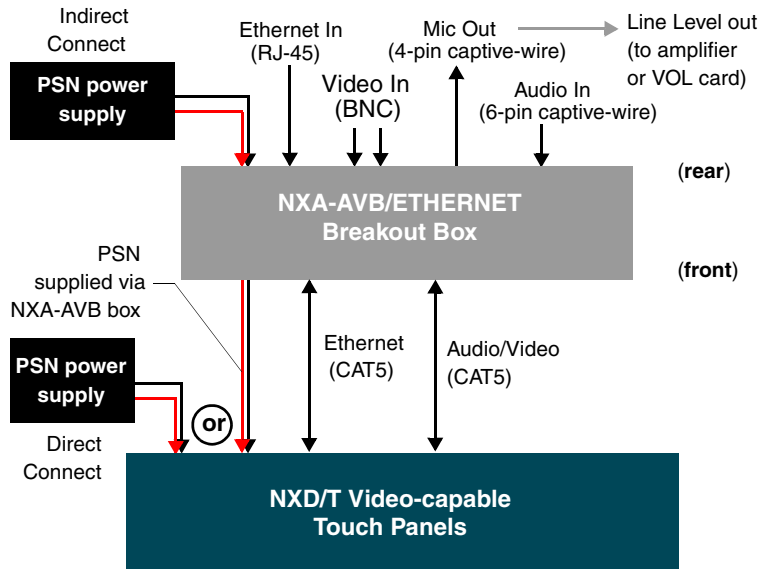 Indirect
Connect
PSN power
supply
Ethernet In
(RJ-45)
Video In
(BNC)
Mic Out
(4-pin captive-wire)
Line Level out
(to amplifier
or VOL card)
Audio In
(6-pin captive-wire)
(rear)
NXA-AVB/ETHERNET
Breakout Box
(front)
PSN
supplied via
NXA-AVB box
Ethernet
(CAT5)
Audio/Video
(CAT5)
PSN power
supply
or
Direct
Connect
NXD/T Video-capable
Touch Panels